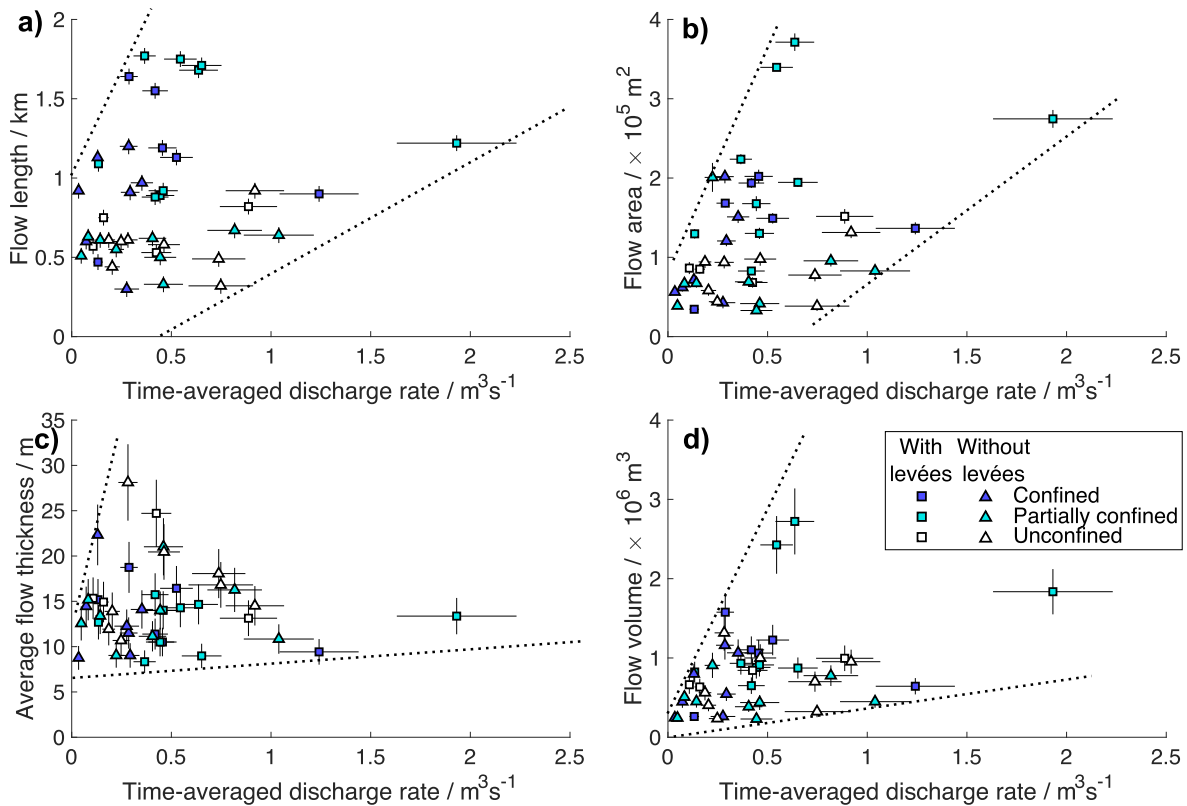 a)
2
1.5
1
0.5
0
Flow length / km
0 0.5 1 1.5 2 2.5
Time-averaged discharge rate / m³s⁻¹
b)
4
3
2
1
0
Flow area / × 10⁵ m²
0 0.5 1 1.5 2 2.5
Time-averaged discharge rate / m³s⁻¹
c)
35
30
25
20
15
10
5
0
Average flow thickness / m
0 0.5 1 1.5 2 2.5
Time-averaged discharge rate / m³s⁻¹
d)
4
3
2
1
0
Flow volume / × 10⁶ m³
0 0.5 1 1.5 2 2.5
Time-averaged discharge rate / m³s⁻¹
With Without
levées levées
Confined
Partially confined
Unconfined